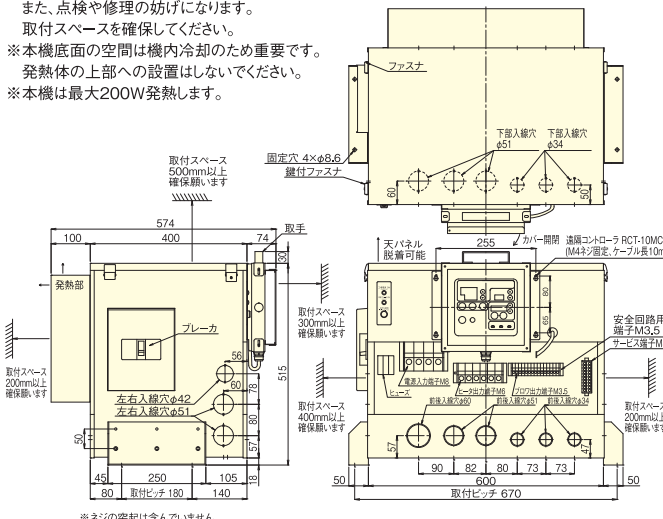 また、点検や修理の妨げになります。
取付スペースを確保してください。
※本機底面の空間は機内冷却のため重要です。
発熱体の上部への設置はしないでください。
※本機は最大200W発熱します。
ファスナ
下部入線穴
φ51
下部入線穴
φ34
固定穴 4×φ8.6
鍵付ファスナ
60
50
取付スペース
500mm以上
確保願います
574
100
400
74
取手
30
発熱部
ブレーカ
取付スペース
200mm以上
確保願います
取付スペース
300mm以上
確保願います
515
56
60
78
80
57
18
左右入線穴φ42
左右入線穴φ51
50
45
250
105
80
取付ピッチ 180
140
※ネジの突起は含んでいません
天パネル
脱着可能
255
カバー開閉
遠隔コントローラ RCT-10MC
(M4ネジ固定、ケーブル長10m
80
65
安全回路用
端子M3.5
サービス端子M
取付スペース
400mm以上
確保願います
ヒューズ
電源入力端子M8
ヒータ出力端子M6
ブロワ出力端子M3.5
前後入線穴φ60
前後入線穴φ51
前後入線穴φ34
取付スペース
200mm以上
確保願います
57
47
90
82
80
73
73
50
600
50
取付ピッチ 670